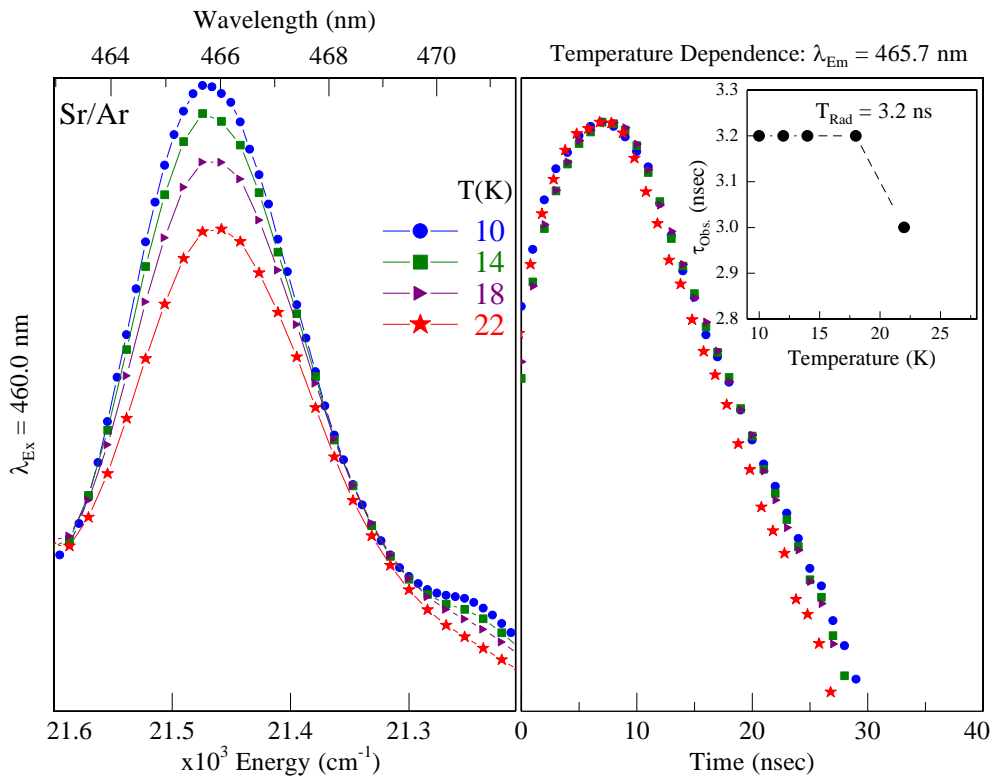 Wavelength (nm)
464 466 468 470
Sr/Ar
T(K)
10
14
18
22
λEx = 460.0 nm
21.6 21.5 21.4 21.3
x10³ Energy (cm⁻¹)
Temperature Dependence: λEm = 465.7 nm
TRad = 3.2 ns
τObs. (nsec)
3.3
3.2
3.1
3.0
2.9
2.8
10 15 20 25
Temperature (K)
0 10 20 30 40
Time (nsec)